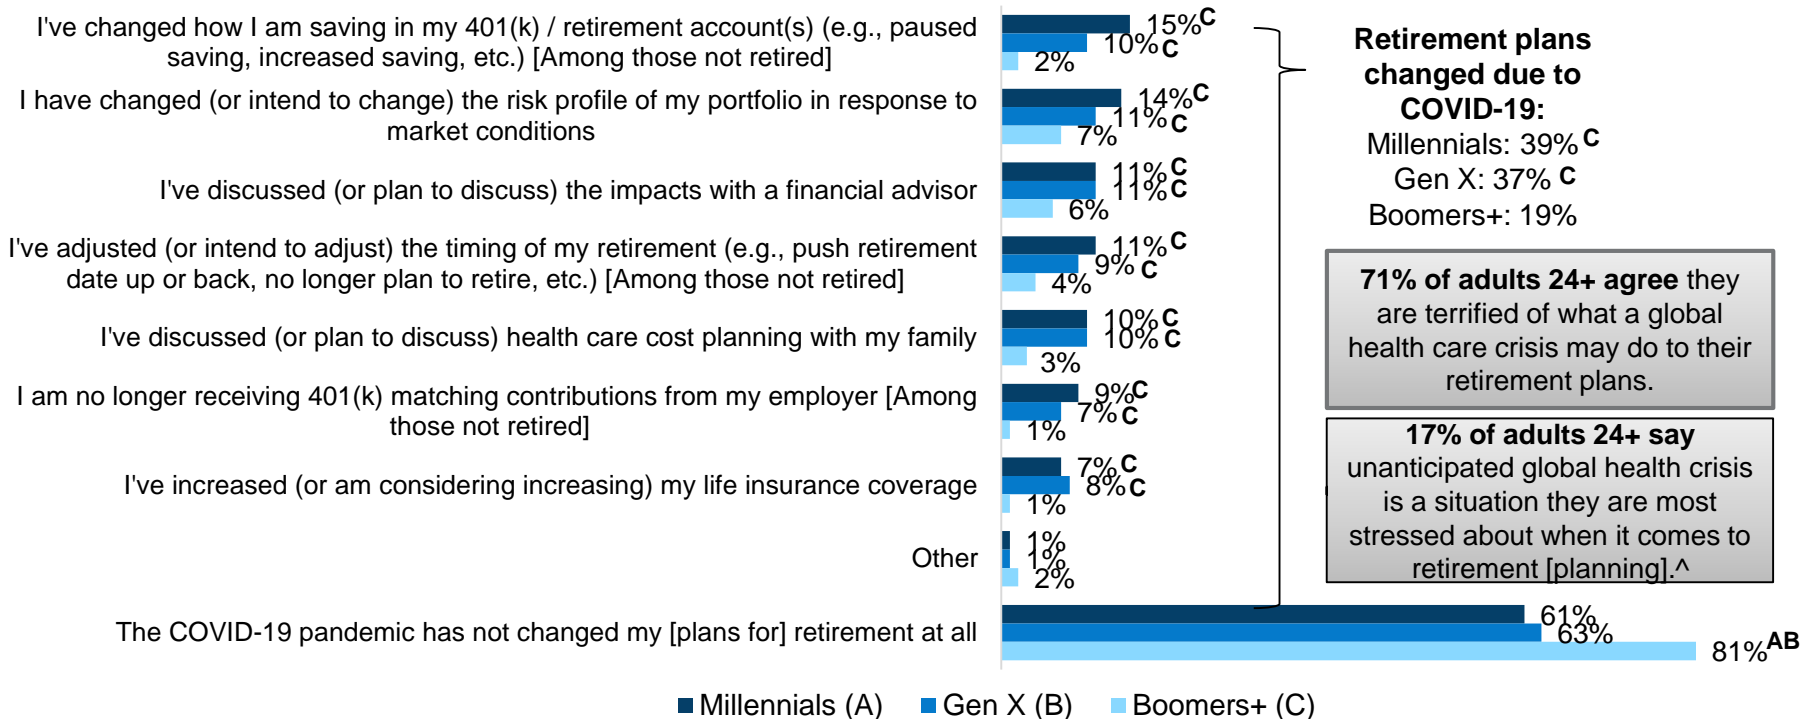 I've changed how I am saving in my 401(k) / retirement account(s) (e.g., paused
saving, increased saving, etc.) [Among those not retired]
15% C
10% C
2%
I have changed (or intend to change) the risk profile of my portfolio in response to
market conditions
14% C
11% C
7%
I've discussed (or plan to discuss) the impacts with a financial advisor
11% C
11% C
6%
I've adjusted (or intend to adjust) the timing of my retirement (e.g., push retirement
date up or back, no longer plan to retire, etc.) [Among those not retired]
11% C
9% C
4%
I've discussed (or plan to discuss) health care cost planning with my family
10% C
10% C
3%
I am no longer receiving 401(k) matching contributions from my employer [Among
those not retired]
9% C
7% C
1%
I've increased (or am considering increasing) my life insurance coverage
7% C
8% C
1%
Other
1%
1%
2%
The COVID-19 pandemic has not changed my [plans for] retirement at all
61%
63%
81% AB
Retirement plans
changed due to
COVID-19:
Millennials: 39% C
Gen X: 37% C
Boomers+: 19%
71% of adults 24+ agree they
are terrified of what a global
health care crisis may do to their
retirement plans.
17% of adults 24+ say
unanticipated global health crisis
is a situation they are most
stressed about when it comes to
retirement [planning].^
Millennials (A) Gen X (B) Boomers+ (C)